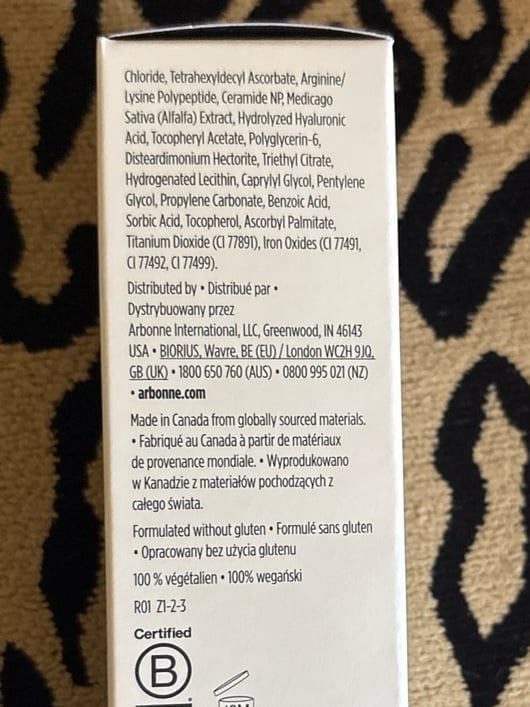 Chloride, Tetrahexyldecyl Ascorbate, Arginine/
Lysine Polypeptide, Ceramide NP, Medicago
Sativa (Alfalfa) Extract, Hydrolyzed Hyaluronic
Acid, Tocopheryl Acetate, Polyglycerin-6,
Disteardimonium Hectorite, Triethyl Citrate,
Hydrogenated Lecithin, Caprylyl Glycol, Pentylene
Glycol, Propylene Carbonate, Benzoic Acid,
Sorbic Acid, Tocopherol, Ascorbyl Palmitate,
Titanium Dioxide (CI 77891), Iron Oxides (CI 77491,
CI 77492, CI 77499).
Distributed by • Distribué par •
Dystrybuowany przez
Arbonne International, LLC, Greenwood, IN 46143
USA • BIORIUS, Wavre, BE (EU) / London WC2H 9JQ,
GB (UK) • 1800 650 760 (AUS) • 0800 995 021 (NZ)
• arbonne.com
Made in Canada from globally sourced materials.
• Fabriqué au Canada à partir de matériaux
de provenance mondiale. • Wyprodukowano
w Kanadzie z materiałów pochodzących z
całego świata.
Formulated without gluten • Formulé sans gluten
• Opracowany bez użycia glutenu
100 % végétalien • 100% wegański
R01 Z1-2-3
Certified
B